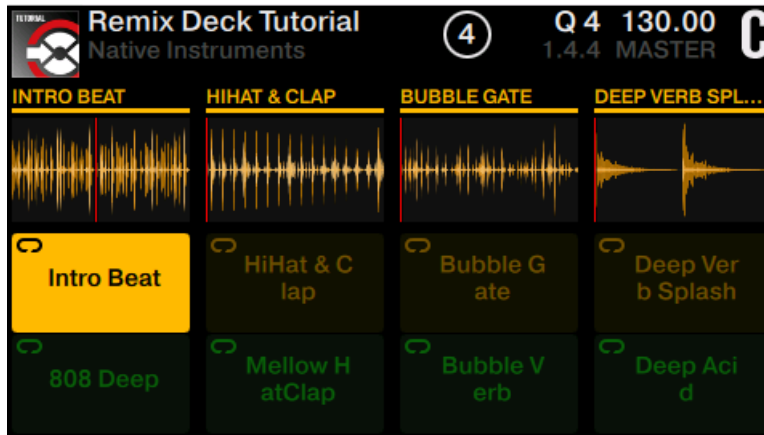 TUTORIAL
Remix Deck Tutorial
Native Instruments
4
Q 4 130.00
1.4.4 MASTER
C
INTRO BEAT
HIHAT & CLAP
BUBBLE GATE
DEEP VERB SPL...
Intro Beat
HiHat & C
lap
Bubble G
ate
Deep Ver
b Splash
808 Deep
Mellow H
atClap
Bubble V
erb
Deep Aci
d